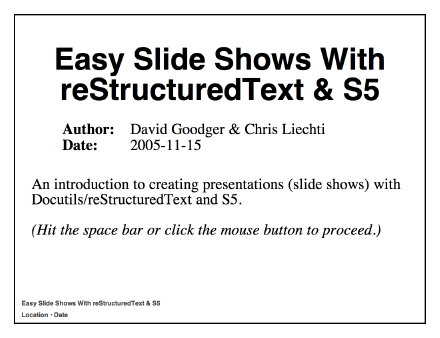 Easy Slide Shows With
reStructuredText & S5
Author: David Goodger & Chris Liechti
Date: 2005-11-15
An introduction to creating presentations (slide shows) with
Docutils/reStructuredText and S5.
(Hit the space bar or click the mouse button to proceed.)
Easy Slide Shows With reStructuredText & S5
Location • Date